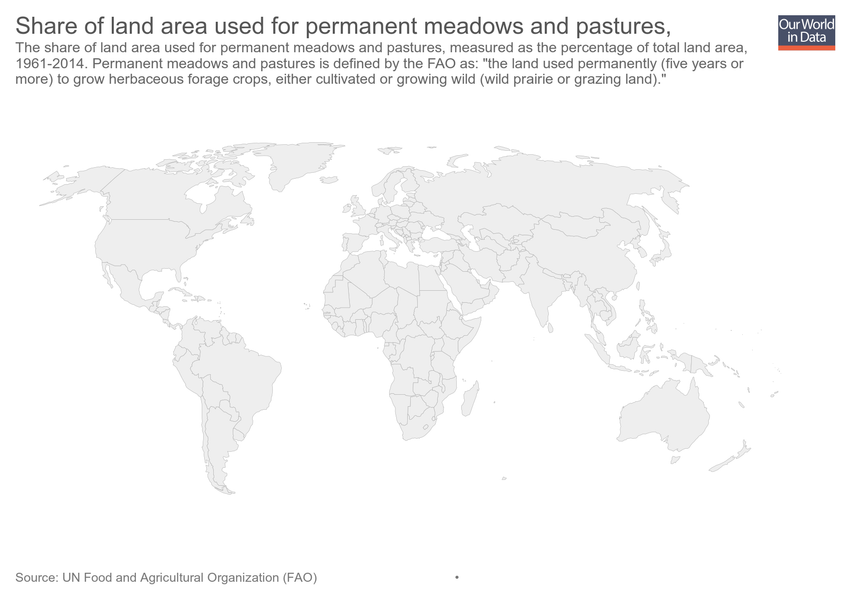 Share of land area used for permanent meadows and pastures,
Our World
in Data
The share of land area used for permanent meadows and pastures, measured as the percentage of total land area,
1961-2014. Permanent meadows and pastures is defined by the FAO as: "the land used permanently (five years or
more) to grow herbaceous forage crops, either cultivated or growing wild (wild prairie or grazing land)."
Source: UN Food and Agricultural Organization (FAO) •